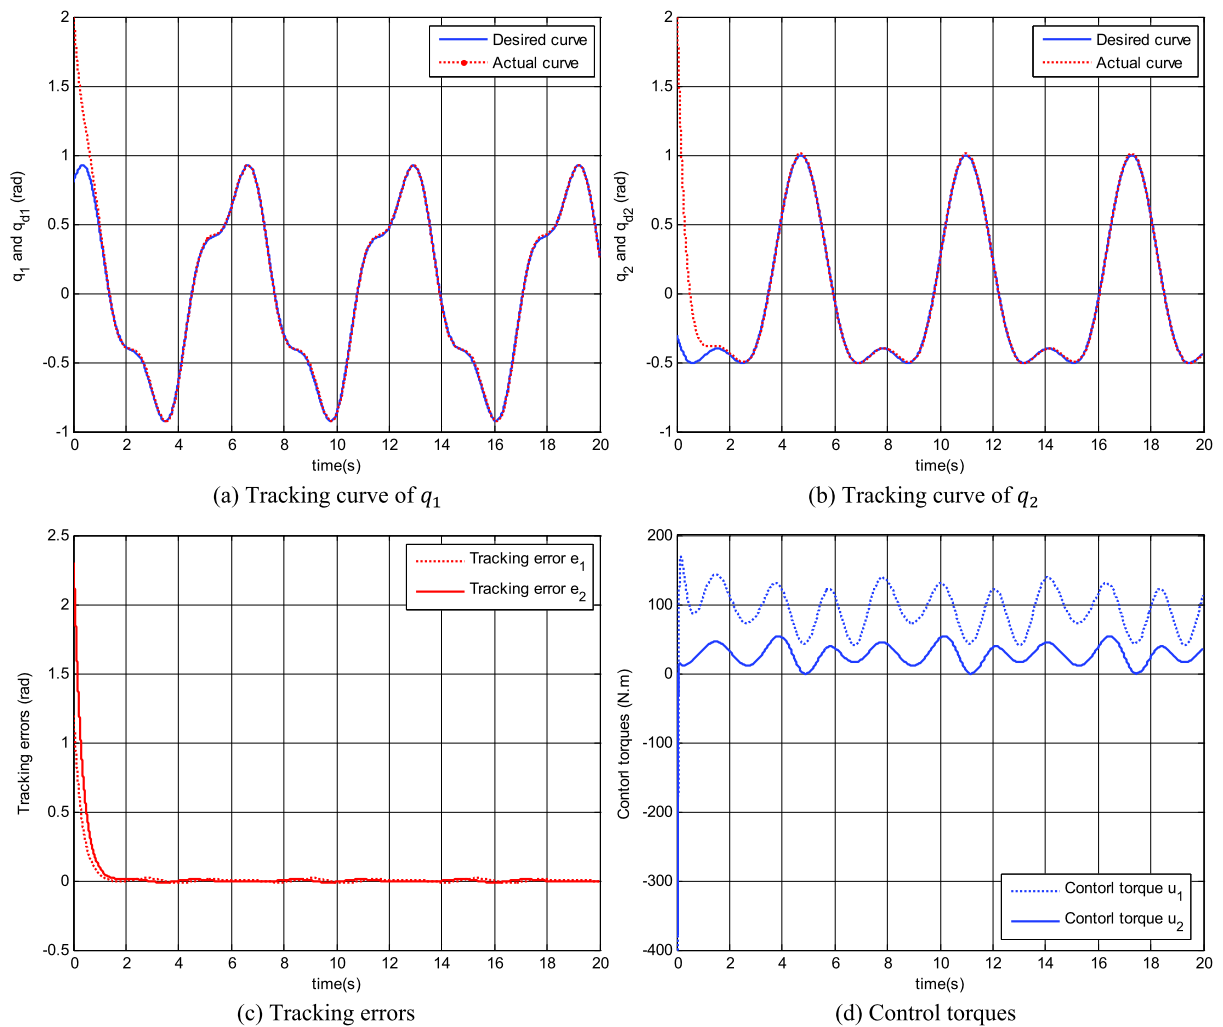 2
1.5
1
0.5
0
-0.5
-1
q1 and qd1 (rad)
Desired curve
Actual curve
0 2 4 6 8 10 12 14 16 18 20
time(s)
(a) Tracking curve of q1
2
1.5
1
0.5
0
-0.5
-1
q2 and qd2 (rad)
Desired curve
Actual curve
0 2 4 6 8 10 12 14 16 18 20
time(s)
(b) Tracking curve of q2
2.5
2
1.5
1
0.5
0
-0.5
Tracking errors (rad)
Tracking error e1
Tracking error e2
0 2 4 6 8 10 12 14 16 18 20
time(s)
(c) Tracking errors
200
100
0
-100
-200
-300
-400
Contorl torques (N.m)
Contorl torque u1
Contorl torque u2
0 2 4 6 8 10 12 14 16 18 20
time(s)
(d) Control torques